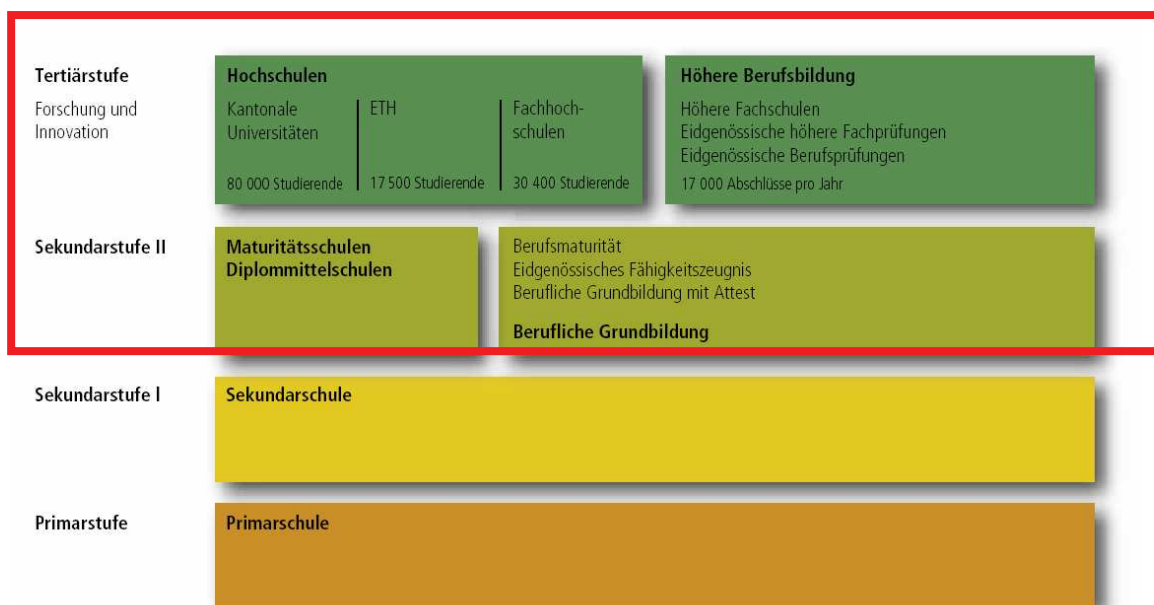 Tertiärstufe
Forschung und
Innovation
Hochschulen
Kantonale
Universitäten
80 000 Studierende
ETH
17 500 Studierende
Fachhoch-
schulen
30 400 Studierende
Höhere Berufsbildung
Höhere Fachschulen
Eidgenössische höhere Fachprüfungen
Eidgenössische Berufsprüfungen
17 000 Abschlüsse pro Jahr
Sekundarstufe II
Maturitätsschulen
Diplommittelschulen
Berufsmaturität
Eidgenössisches Fähigkeitszeugnis
Berufliche Grundbildung mit Attest
Berufliche Grundbildung
Sekundarstufe I
Sekundarschule
Primarstufe
Primarschule